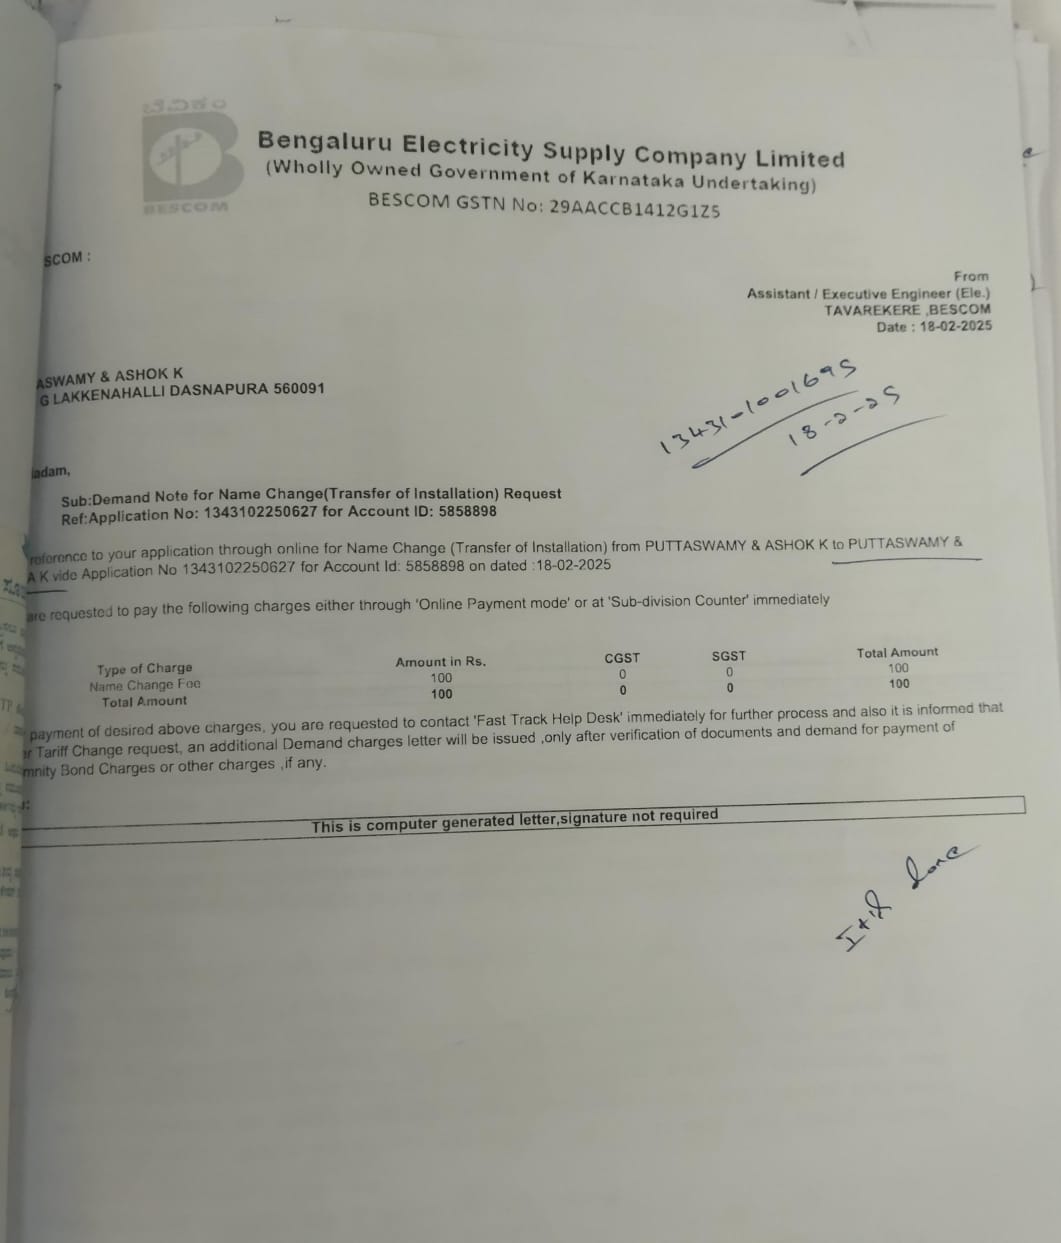 ಬೆವಿಕಂ
BESCOM
Bengaluru Electricity Supply Company Limited
(Wholly Owned Government of Karnataka Undertaking)
BESCOM GSTN No: 29AACCB1412G1Z5
SCOM :
From
Assistant / Executive Engineer (Ele.)
TAVAREKERE ,BESCOM
Date : 18-02-2025
ASWAMY & ASHOK K
G LAKKENAHALLI DASNAPURA 560091
13431-1001695
18-2-25
adam,
Sub:Demand Note for Name Change(Transfer of Installation) Request
Ref:Application No: 1343102250627 for Account ID: 5858898
reference to your application through online for Name Change (Transfer of Installation) from PUTTASWAMY & ASHOK K to PUTTASWAMY &
A K vide Application No 1343102250627 for Account Id: 5858898 on dated :18-02-2025
are requested to pay the following charges either through 'Online Payment mode' or at 'Sub-division Counter' immediately
Type of Charge Amount in Rs. CGST SGST Total Amount
Name Change Fee 100 0 0 100
Total Amount 100 0 0 100
payment of desired above charges, you are requested to contact 'Fast Track Help Desk' immediately for further process and also it is informed that
r Tariff Change request, an additional Demand charges letter will be issued ,only after verification of documents and demand for payment of
mnity Bond Charges or other charges ,if any.
This is computer generated letter,signature not required
done